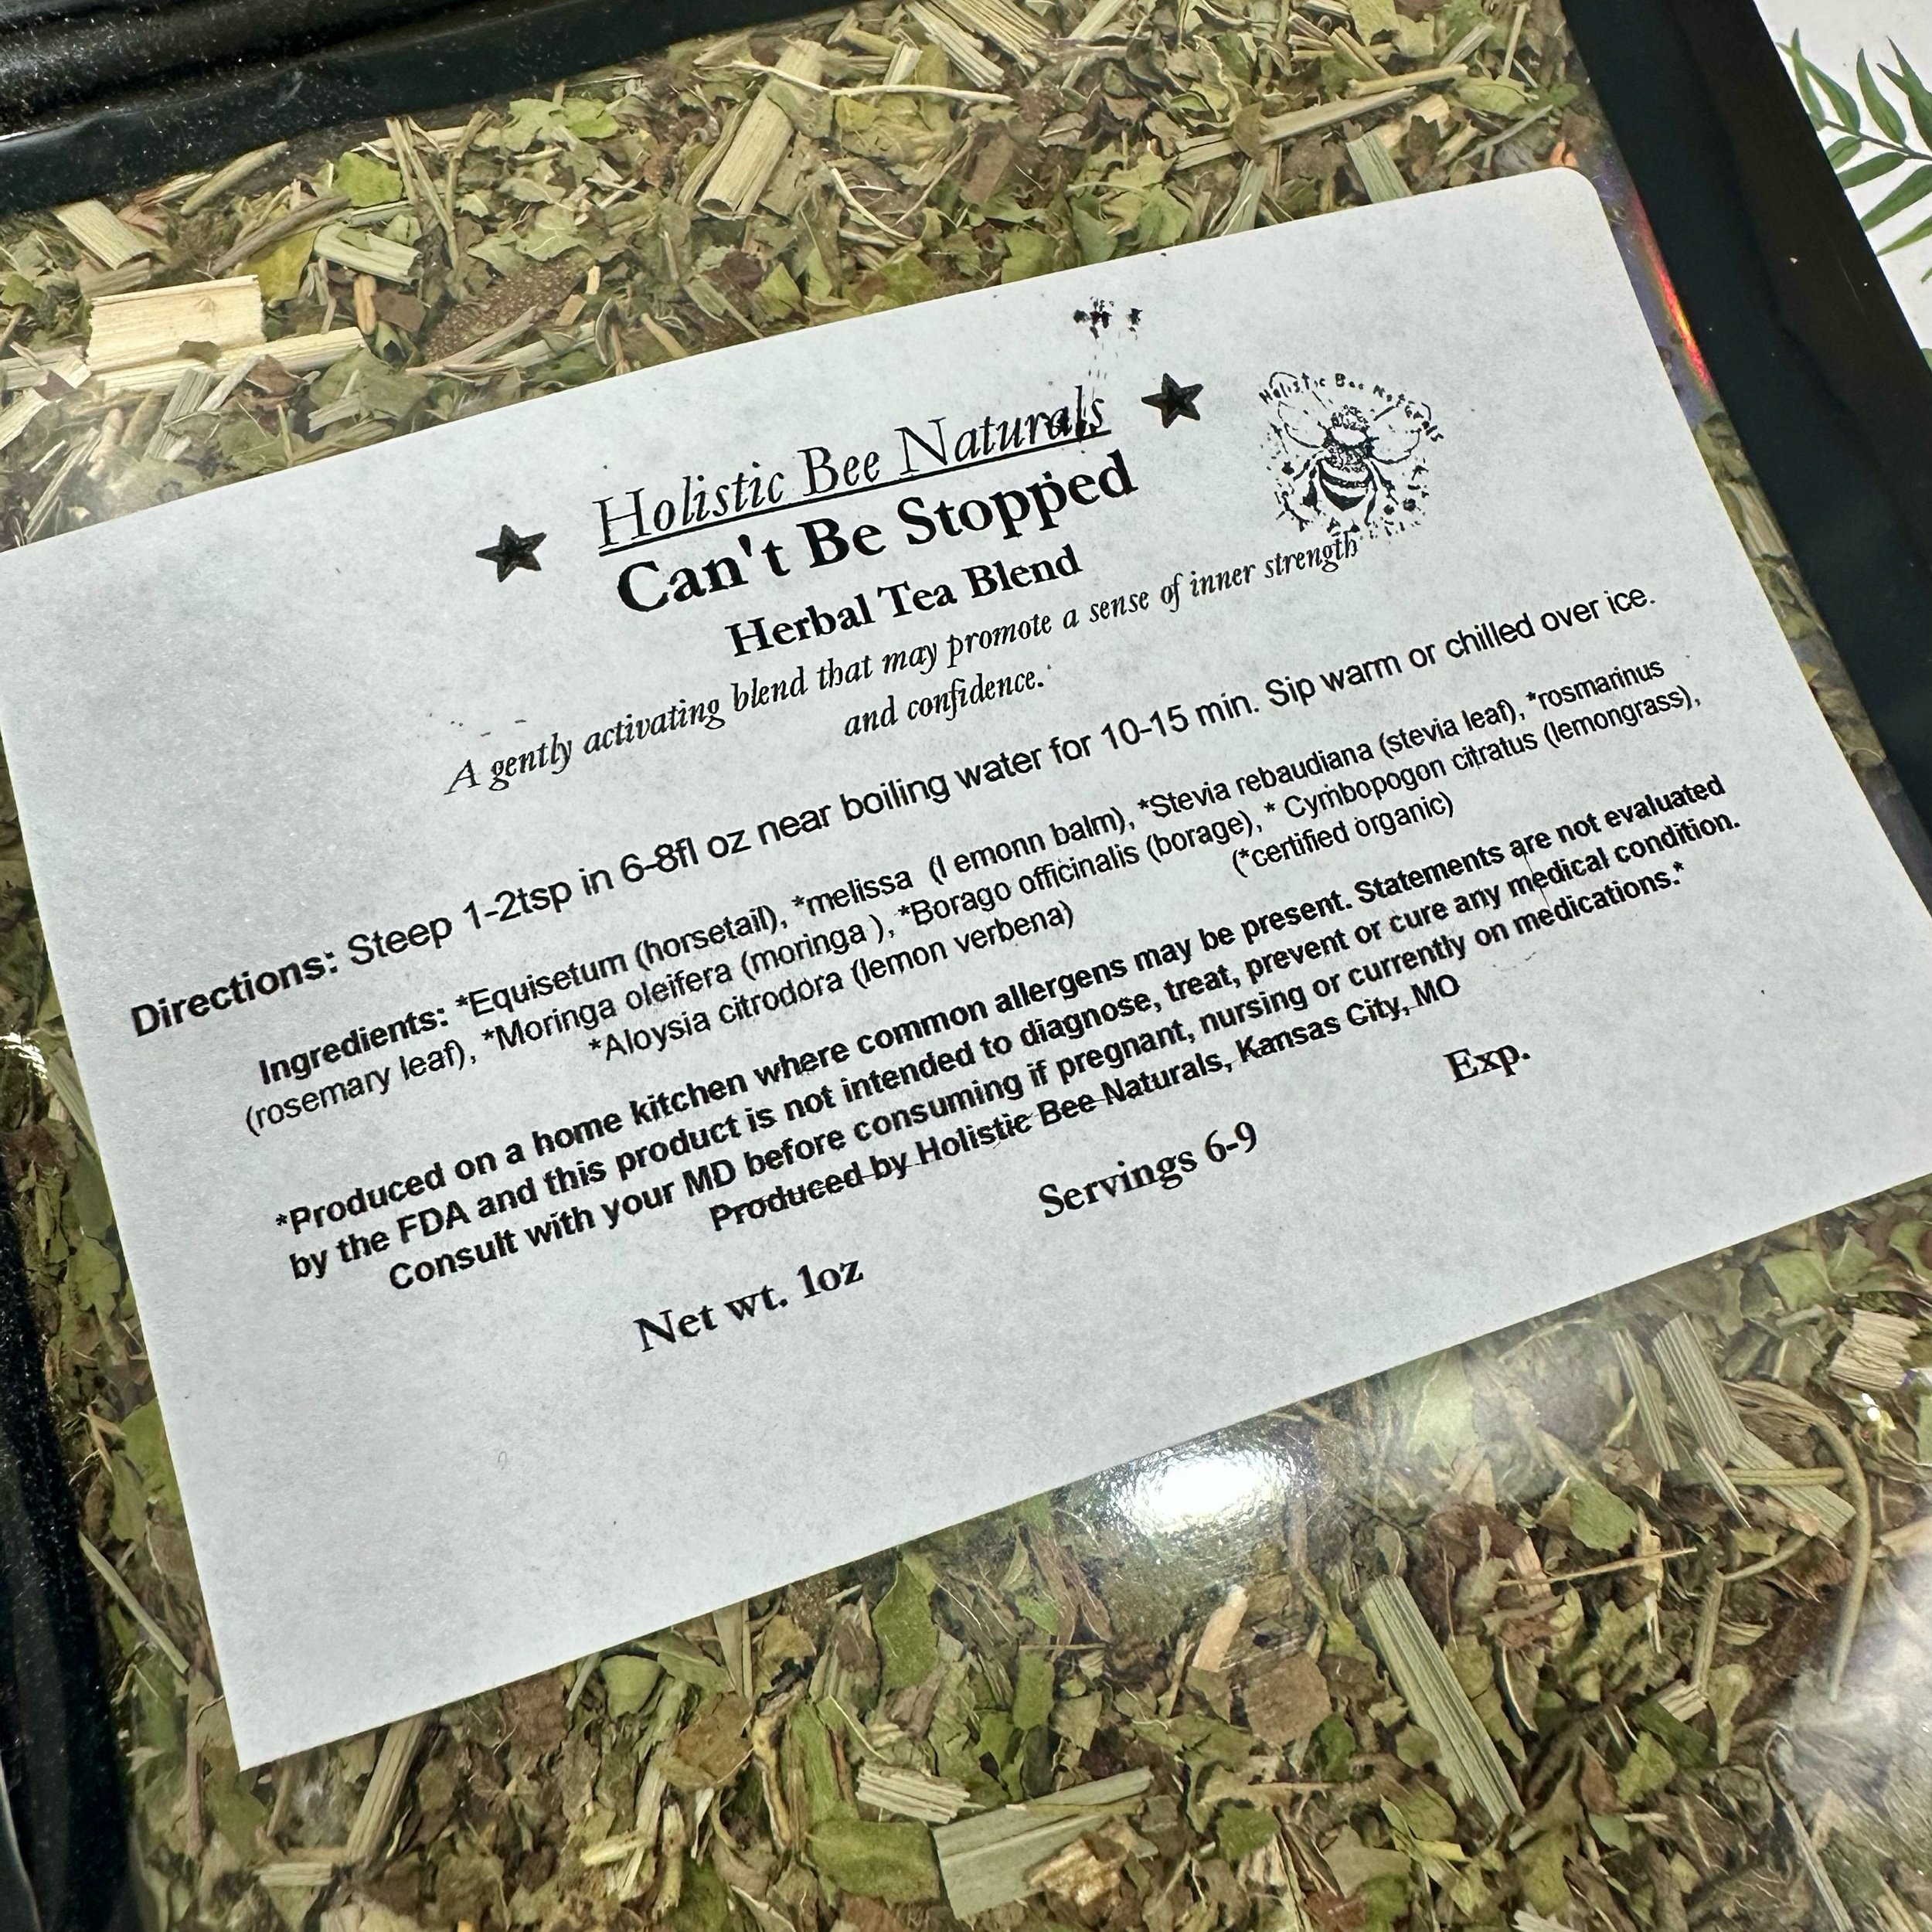 Holistic Bee Naturals
Holistic Bee Naturals
Can't Be Stopped
Herbal Tea Blend
A gently activating blend that may promote a sense of inner strength
and confidence.
Directions: Steep 1-2tsp in 6-8fl oz near boiling water for 10-15 min. Sip warm or chilled over ice.
Ingredients: *Equisetum (horsetail), *melissa (l emonn balm), *Stevia rebaudiana (stevia leaf), *rosmarinus
(rosemary leaf), *Moringa oleifera (moringa ), *Borago officinalis (borage), * Cymbopogon citratus (lemongrass),
*Aloysia citrodora (lemon verbena) (*certified organic)
*Produced on a home kitchen where common allergens may be present. Statements are not evaluated
by the FDA and this product is not intended to diagnose, treat, prevent or cure any medical condition.
Consult with your MD before consuming if pregnant, nursing or currently on medications.*
Produced by Holistic Bee Naturals, Kansas City, MO
Net wt. 1oz Servings 6-9 Exp.